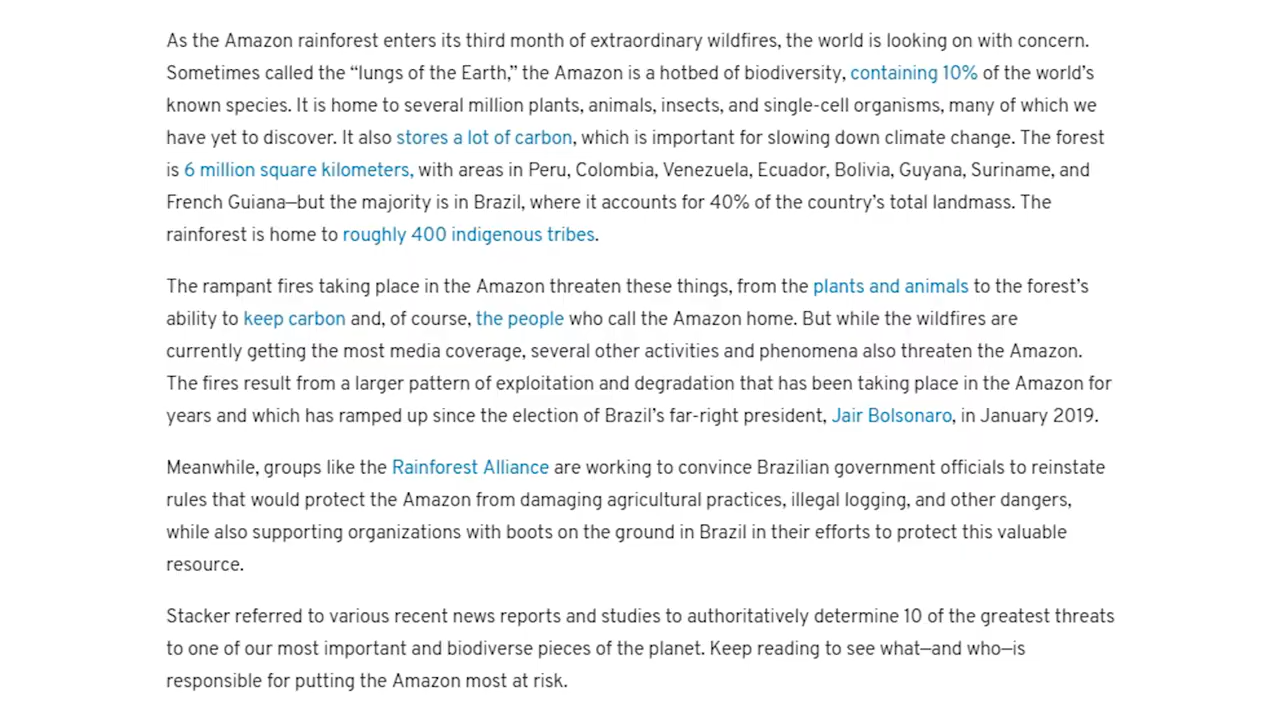 As the Amazon rainforest enters its third month of extraordinary wildfires, the world is looking on with concern.
Sometimes called the “lungs of the Earth,” the Amazon is a hotbed of biodiversity, containing 10% of the world’s
known species. It is home to several million plants, animals, insects, and single-cell organisms, many of which we
have yet to discover. It also stores a lot of carbon, which is important for slowing down climate change. The forest
is 6 million square kilometers, with areas in Peru, Colombia, Venezuela, Ecuador, Bolivia, Guyana, Suriname, and
French Guiana—but the majority is in Brazil, where it accounts for 40% of the country’s total landmass. The
rainforest is home to roughly 400 indigenous tribes.
The rampant fires taking place in the Amazon threaten these things, from the plants and animals to the forest’s
ability to keep carbon and, of course, the people who call the Amazon home. But while the wildfires are
currently getting the most media coverage, several other activities and phenomena also threaten the Amazon.
The fires result from a larger pattern of exploitation and degradation that has been taking place in the Amazon for
years and which has ramped up since the election of Brazil’s far-right president, Jair Bolsonaro, in January 2019.
Meanwhile, groups like the Rainforest Alliance are working to convince Brazilian government officials to reinstate
rules that would protect the Amazon from damaging agricultural practices, illegal logging, and other dangers,
while also supporting organizations with boots on the ground in Brazil in their efforts to protect this valuable
resource.
Stacker referred to various recent news reports and studies to authoritatively determine 10 of the greatest threats
to one of our most important and biodiverse pieces of the planet. Keep reading to see what—and who—is
responsible for putting the Amazon most at risk.